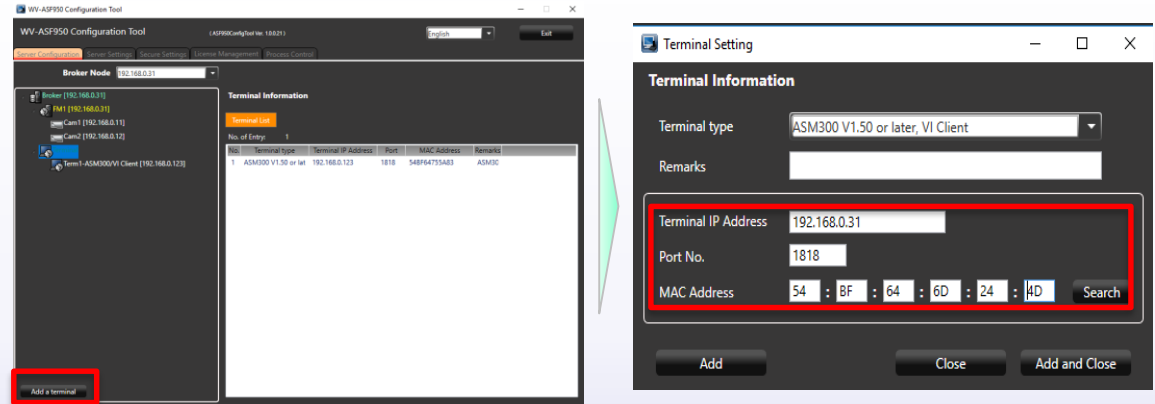 WV-ASF950 Configuration Tool
WV-ASF950 Configuration Tool ( ASF950ConfigTool Ver. 1.0.0.21 ) English Exit
Server Configuration Server Settings Secure Settings License Management Process Control
Broker Node 192.168.0.31
Broker [192.168.0.31]
FM1 [192.168.0.31]
Cam1 [192.168.0.11]
Cam2 [192.168.0.12]
Term1-ASM300/VI Client [192.168.0.123]
Add a terminal
Terminal Information
Terminal List
No. of Entry: 1
No. Terminal type Terminal IP Address Port MAC Address Remarks
1 ASM300 V1.50 or lat 192.168.0.123 1818 54BF64755A83 ASM30
Terminal Setting
Terminal Information
Terminal type ASM300 V1.50 or later, VI Client
Remarks
Terminal IP Address 192.168.0.31
Port No. 1818
MAC Address 54 : BF : 64 : 6D : 24 : 4D Search
Add Close Add and Close